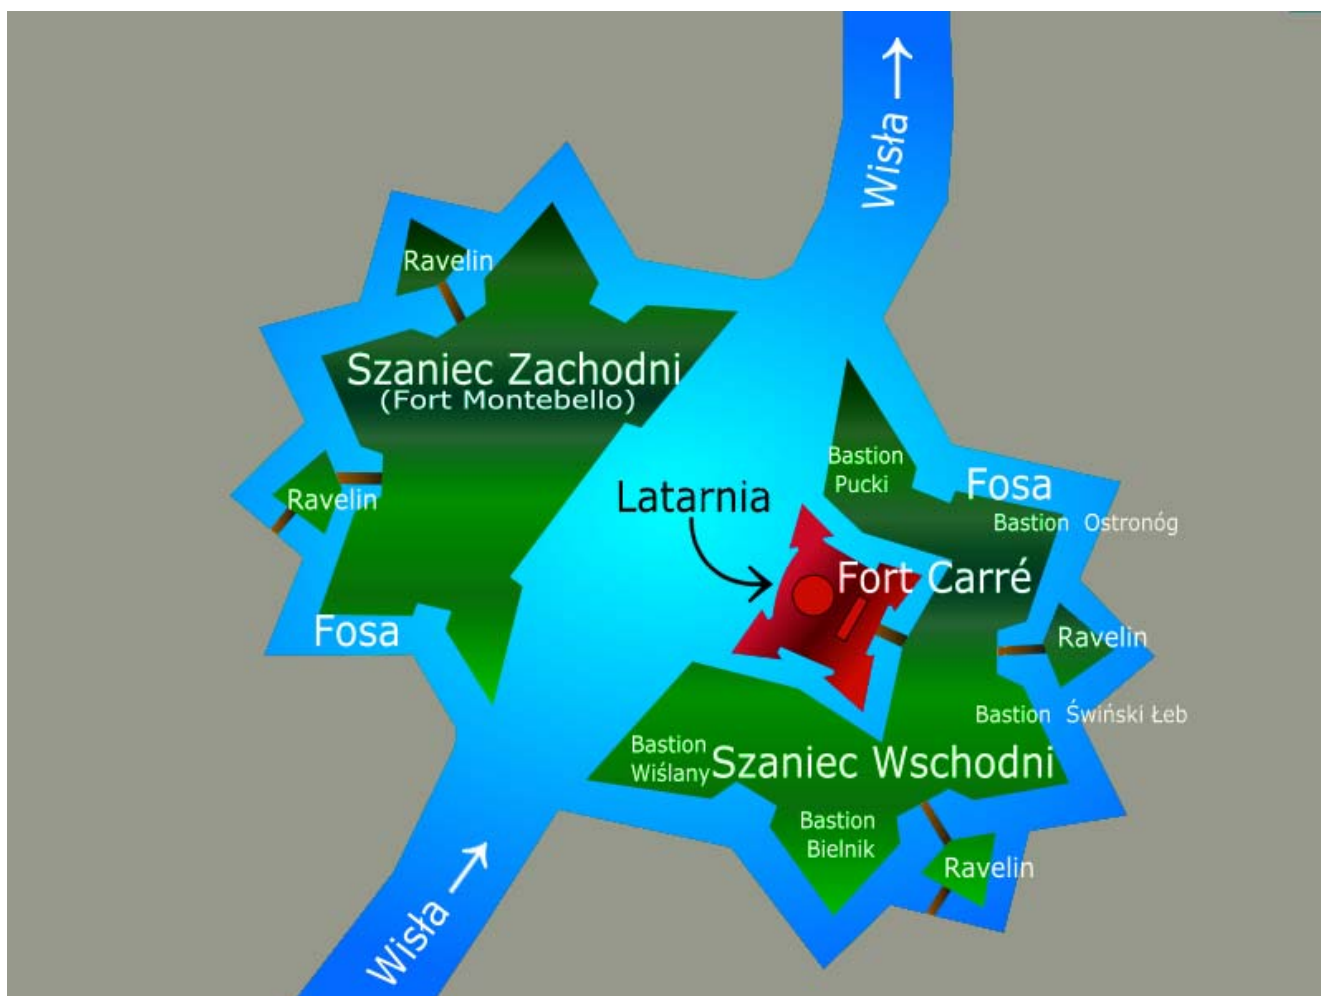 Wisła →
Ravelin
Szaniec Zachodni
(Fort Montebello)
Bastion
Pucki
Fosa
Ravelin
Latarnia
Bastion Ostronóg
Fort Carré
Fosa
Ravelin
Bastion Świński Łeb
Bastion
Wiślany
Szaniec Wschodni
Bastion
Bielnik
Ravelin
Wisła →